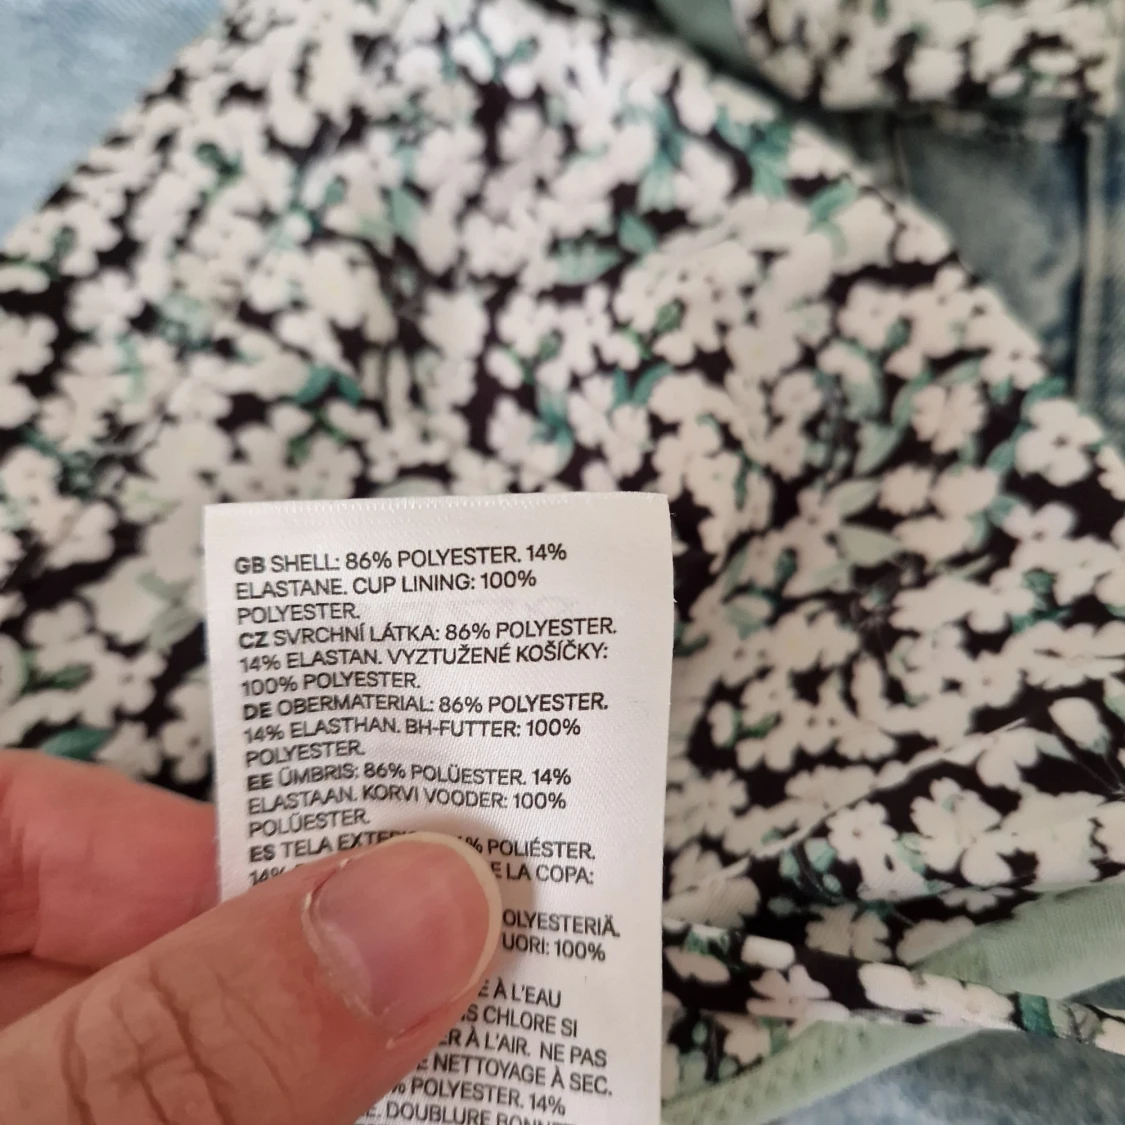 GB SHELL: 86% POLYESTER. 14%
ELASTANE. CUP LINING: 100%
POLYESTER.
CZ SVRCHNÍ LÁTKA: 86% POLYESTER.
14% ELASTAN. VYZTUŽENÉ KOŠÍČKY:
100% POLYESTER.
DE OBERMATERIAL: 86% POLYESTER.
14% ELASTHAN. BH-FUTTER: 100%
POLYESTER.
EE ÜMBRIS: 86% POLÜESTER. 14%
ELASTAAN. KORVI VOODER: 100%
POLÜESTER.
ES TELA % POLIÉSTER.
14% LA COPA:
100%
À L'EAU
CHLORE SI
À L'AIR. NE PAS
NETTOYAGE À SEC.
POLYESTER. 14%
DOUBLURE